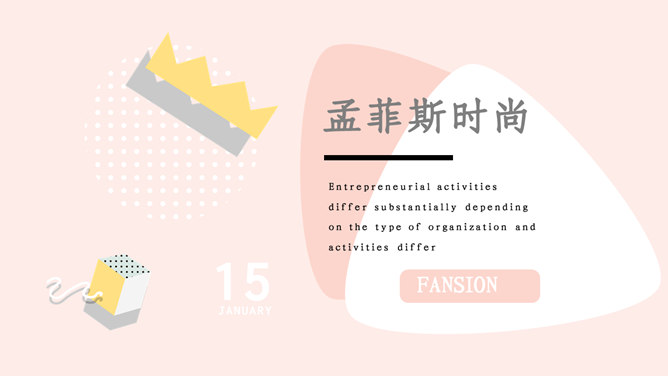 孟菲斯时尚
Entrepreneurial activities
differ substantially depending
on the type of organization and
activities differ
FANSION
15
JANUARY